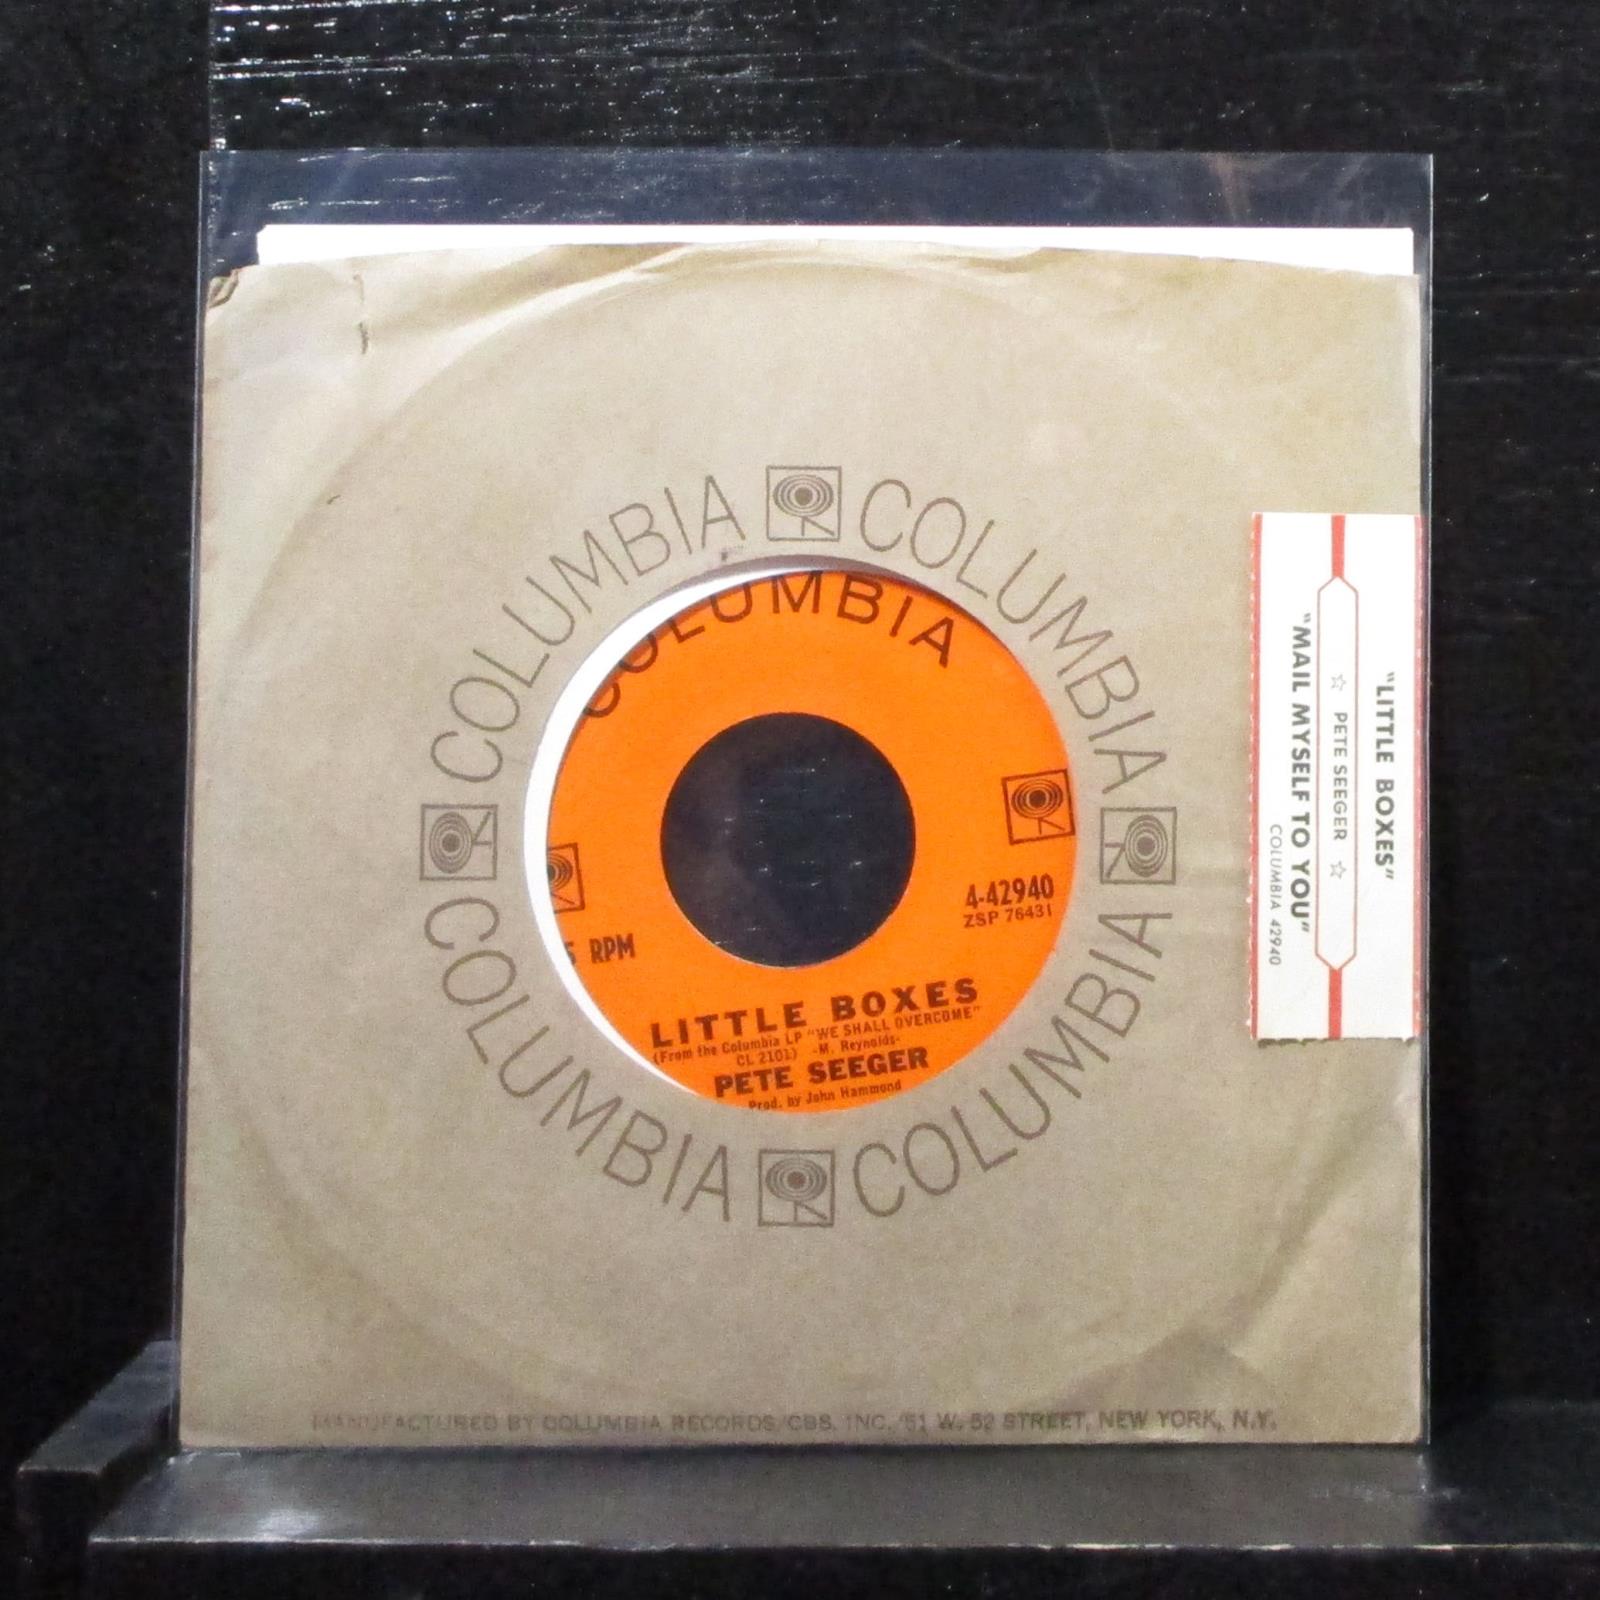 COLUMBIA COLUMBIA COLUMBIA COLUMBIA
COLUMBIA
4-42940
ZSP 76431
5 RPM
LITTLE BOXES
(From the Columbia LP "WE SHALL OVERCOME"
CL 2101) -M. Reynolds-
PETE SEEGER
Prod. by John Hammond
"LITTLE BOXES"
☆ PETE SEEGER ☆
"MAIL MYSELF TO YOU"
COLUMBIA 42940
MANUFACTURED BY COLUMBIA RECORDS/CBS, INC./51 W. 52 STREET, NEW YORK, N.Y.